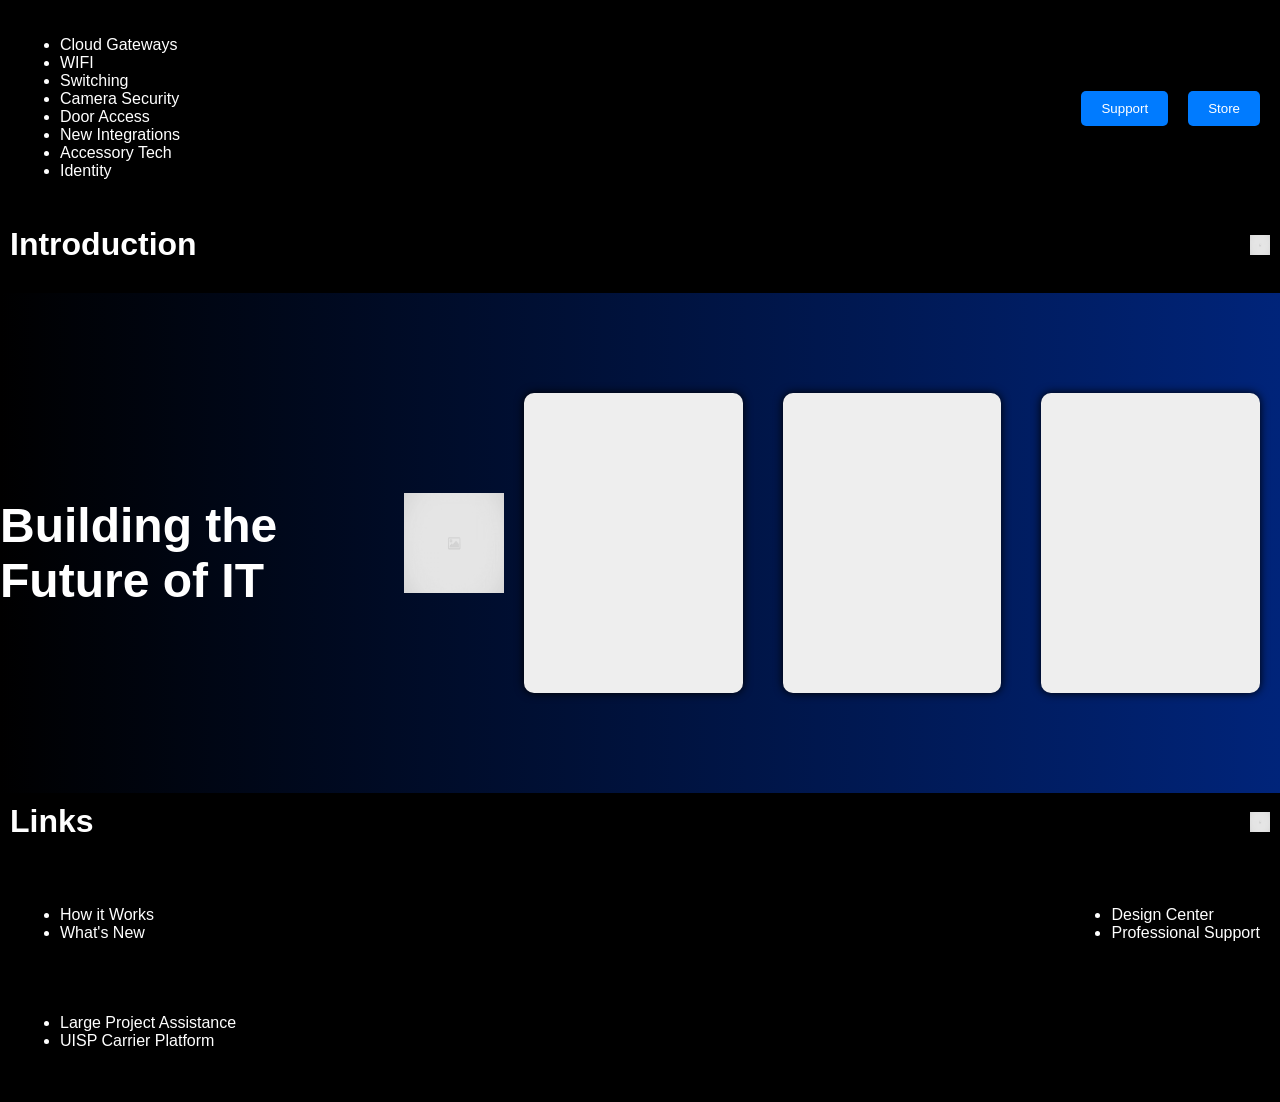 Cloud Gateways
WIFI
Switching
Camera Security
Door Access
New Integrations
Accessory Tech
Identity
Support
Store
Introduction
Building the
Future of IT
Links
How it Works
What's New
Design Center
Professional Support
Large Project Assistance
UISP Carrier Platform